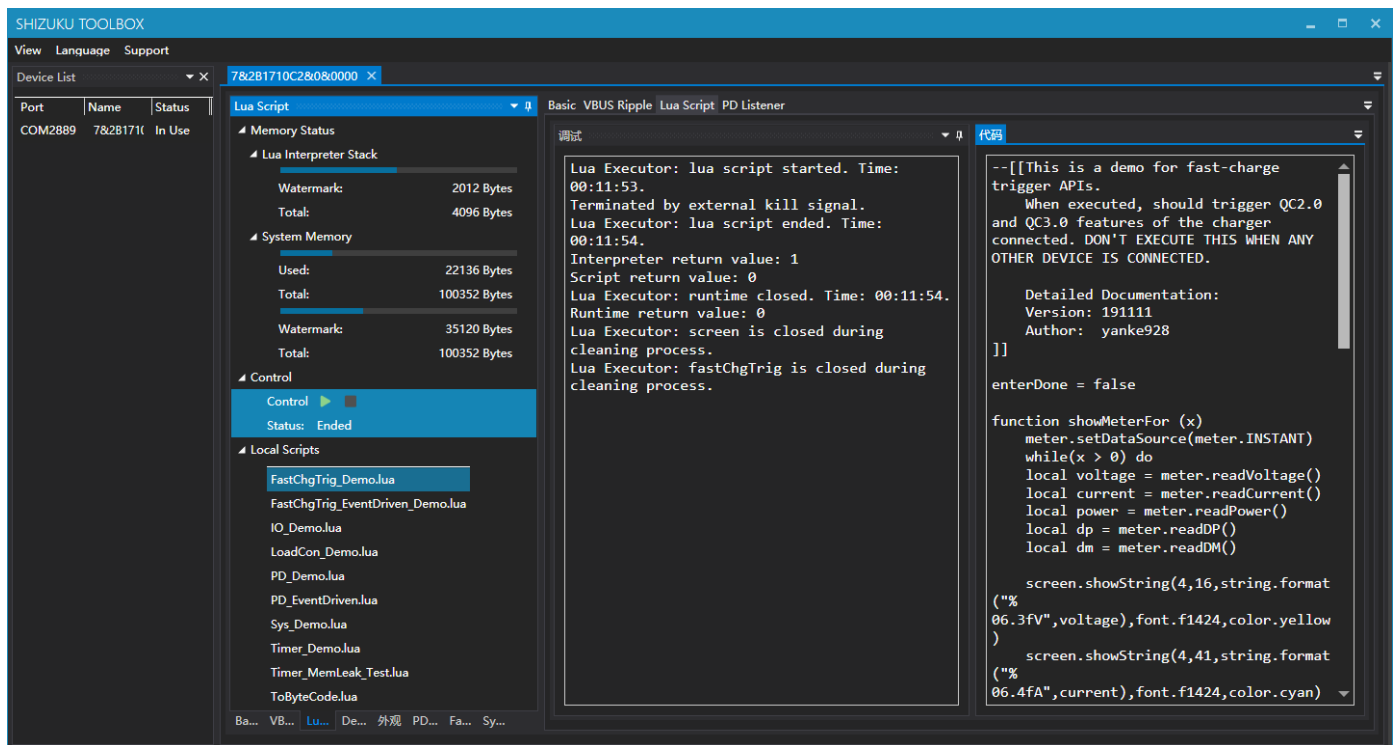 SHIZUKU TOOLBOX
View Language Support
Device List
Port Name Status
COM2889 7&2B171( In Use
7&2B1710C2&0&0000
Lua Script
Memory Status
Lua Interpreter Stack
Watermark: 2012 Bytes
Total: 4096 Bytes
System Memory
Used: 22136 Bytes
Total: 100352 Bytes
Watermark: 35120 Bytes
Total: 100352 Bytes
Control
Control
Status: Ended
Local Scripts
FastChgTrig_Demo.lua
FastChgTrig_EventDriven_Demo.lua
IO_Demo.lua
LoadCon_Demo.lua
PD_Demo.lua
PD_EventDriven.lua
Sys_Demo.lua
Timer_Demo.lua
Timer_MemLeak_Test.lua
ToByteCode.lua
Ba... VB... Lu... De... 外观 PD... Fa... Sy...
Basic VBUS Ripple Lua Script PD Listener
调试
Lua Executor: lua script started. Time:
00:11:53.
Terminated by external kill signal.
Lua Executor: lua script ended. Time:
00:11:54.
Interpreter return value: 1
Script return value: 0
Lua Executor: runtime closed. Time: 00:11:54.
Runtime return value: 0
Lua Executor: screen is closed during
cleaning process.
Lua Executor: fastChgTrig is closed during
cleaning process.
代码
--[[This is a demo for fast-charge
trigger APIs.
When executed, should trigger QC2.0
and QC3.0 features of the charger
connected. DON'T EXECUTE THIS WHEN ANY
OTHER DEVICE IS CONNECTED.
Detailed Documentation:
Version: 191111
Author: yanke928
]]
enterDone = false
function showMeterFor (x)
meter.setDataSource(meter.INSTANT)
while(x > 0) do
local voltage = meter.readVoltage()
local current = meter.readCurrent()
local power = meter.readPower()
local dp = meter.readDP()
local dm = meter.readDM()
screen.showString(4,16,string.format
("%
06.3fV",voltage),font.f1424,color.yellow
)
screen.showString(4,41,string.format
("%
06.4fA",current),font.f1424,color.cyan)